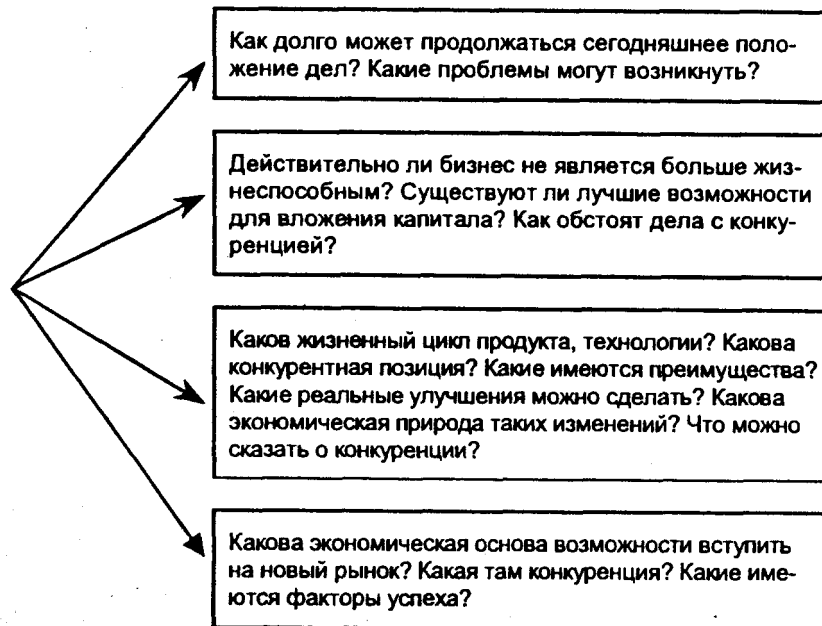 Как долго может продолжаться сегодняшнее поло-
жение дел? Какие проблемы могут возникнуть?
Действительно ли бизнес не является больше жиз-
неспособным? Существуют ли лучшие возможности
для вложения капитала? Как обстоят дела с конку-
ренцией?
Каков жизненный цикл продукта, технологии? Какова
конкурентная позиция? Какие имеются преимущества?
Какие реальные улучшения можно сделать? Какова
экономическая природа таких изменений? Что можно
сказать о конкуренции?
Какова экономическая основа возможности вступить
на новый рынок? Какая там конкуренция? Какие име-
ются факторы успеха?